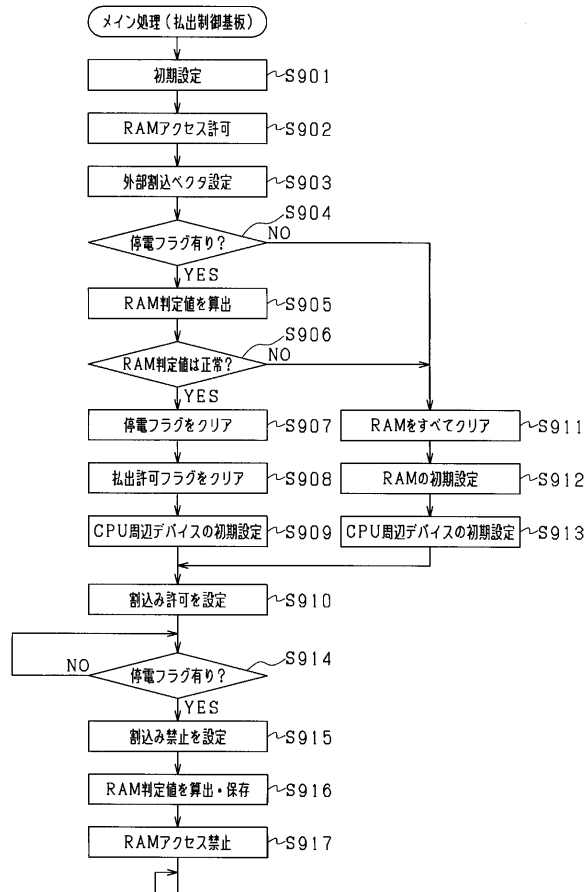 メイン処理(払出制御基板)
初期設定
S901
RAMアクセス許可
S902
外部割込ベクタ設定
S903
停電フラグ有り?
S904
NO
YES
RAM判定値を算出
S905
RAM判定値は正常?
S906
NO
YES
停電フラグをクリア
S907
RAMをすべてクリア
S911
払出許可フラグをクリア
S908
RAMの初期設定
S912
CPU周辺デバイスの初期設定
S909
CPU周辺デバイスの初期設定
S913
割込み許可を設定
S910
停電フラグ有り?
S914
NO
YES
割込み禁止を設定
S915
RAM判定値を算出・保存
S916
RAMアクセス禁止
S917